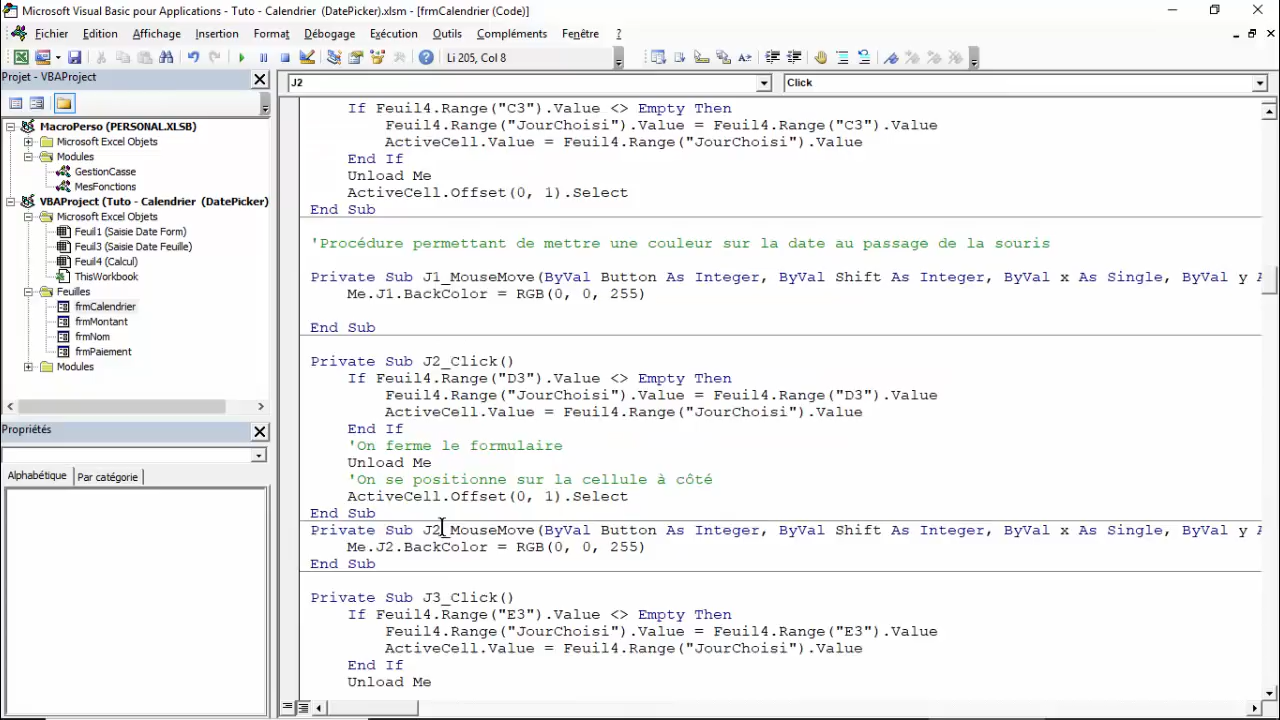 Microsoft Visual Basic pour Applications - Tuto - Calendrier (DatePicker).xlsm - [frmCalendrier (Code)]
Fichier Edition Affichage Insertion Format Débogage Exécution Outils Compléments Fenêtre ?
Li 205, Col 8
Projet - VBAProject
MacroPerso (PERSONAL.XLSB)
Microsoft Excel Objets
Modules
GestionCasse
MesFonctions
VBAProject (Tuto - Calendrier (DatePicker)
Microsoft Excel Objets
Feuil1 (Saisie Date Form)
Feuil3 (Saisie Date Feuille)
Feuil4 (Calcul)
ThisWorkbook
Feuilles
frmCalendrier
frmMontant
frmNom
frmPaiement
Modules
Propriétés
Alphabétique Par catégorie
J2 Click
If Feuil4.Range("C3").Value <> Empty Then
Feuil4.Range("JourChoisi").Value = Feuil4.Range("C3").Value
ActiveCell.Value = Feuil4.Range("JourChoisi").Value
End If
Unload Me
ActiveCell.Offset(0, 1).Select
End Sub
'Procédure permettant de mettre une couleur sur la date au passage de la souris
Private Sub J1_MouseMove(ByVal Button As Integer, ByVal Shift As Integer, ByVal x As Single, ByVal y A
Me.J1.BackColor = RGB(0, 0, 255)
End Sub
Private Sub J2_Click()
If Feuil4.Range("D3").Value <> Empty Then
Feuil4.Range("JourChoisi").Value = Feuil4.Range("D3").Value
ActiveCell.Value = Feuil4.Range("JourChoisi").Value
End If
'On ferme le formulaire
Unload Me
'On se positionne sur la cellule à côté
ActiveCell.Offset(0, 1).Select
End Sub
Private Sub J2_MouseMove(ByVal Button As Integer, ByVal Shift As Integer, ByVal x As Single, ByVal y A
Me.J2.BackColor = RGB(0, 0, 255)
End Sub
Private Sub J3_Click()
If Feuil4.Range("E3").Value <> Empty Then
Feuil4.Range("JourChoisi").Value = Feuil4.Range("E3").Value
ActiveCell.Value = Feuil4.Range("JourChoisi").Value
End If
Unload Me